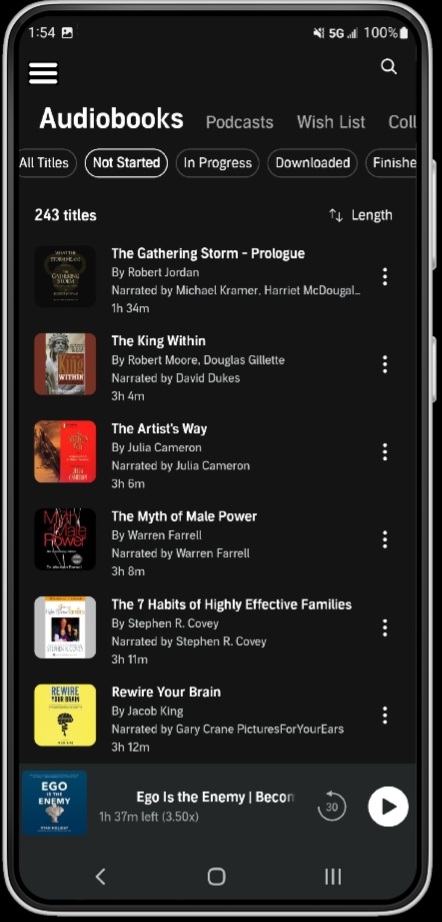 1:54 5G 100%
Audiobooks Podcasts Wish List Coll
All Titles Not Started In Progress Downloaded Finishe
243 titles Length
The Gathering Storm - Prologue
By Robert Jordan
Narrated by Michael Kramer, Harriet McDougal...
1h 34m
The King Within
By Robert Moore, Douglas Gillette
Narrated by David Dukes
3h 4m
The Artist's Way
By Julia Cameron
Narrated by Julia Cameron
3h 6m
The Myth of Male Power
By Warren Farrell
Narrated by Warren Farrell
3h 8m
The 7 Habits of Highly Effective Families
By Stephen R. Covey
Narrated by Stephen R. Covey
3h 11m
REWIRE
YOUR BRAIN
Rewire Your Brain
By Jacob King
Narrated by Gary Crane PicturesForYourEars
3h 12m
EGO
IS THE
ENEMY
Ego Is the Enemy | Becon
1h 37m left (3.50x)
30